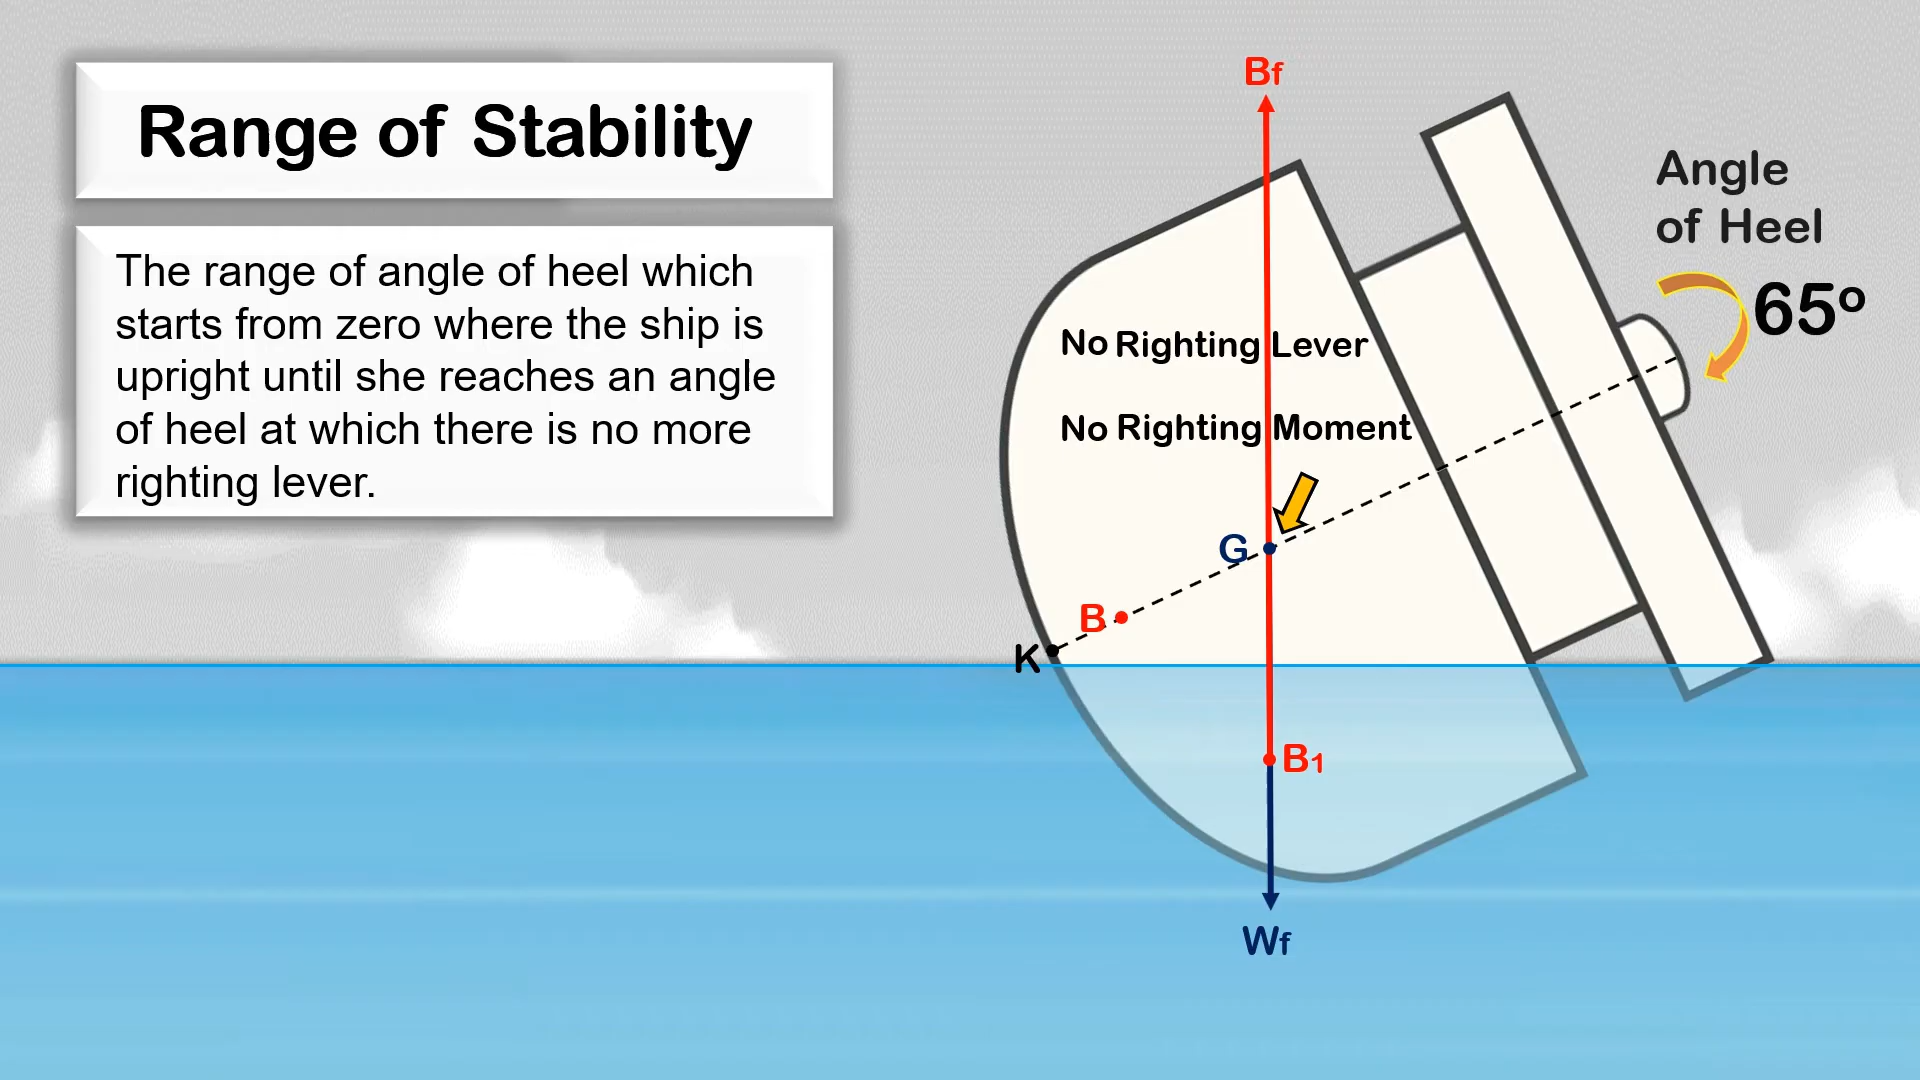 Range of Stability
The range of angle of heel which
starts from zero where the ship is
upright until she reaches an angle
of heel at which there is no more
righting lever.
Bf
Angle
of Heel
65º
No Righting Lever
No Righting Moment
G
B
K
B1
Wf